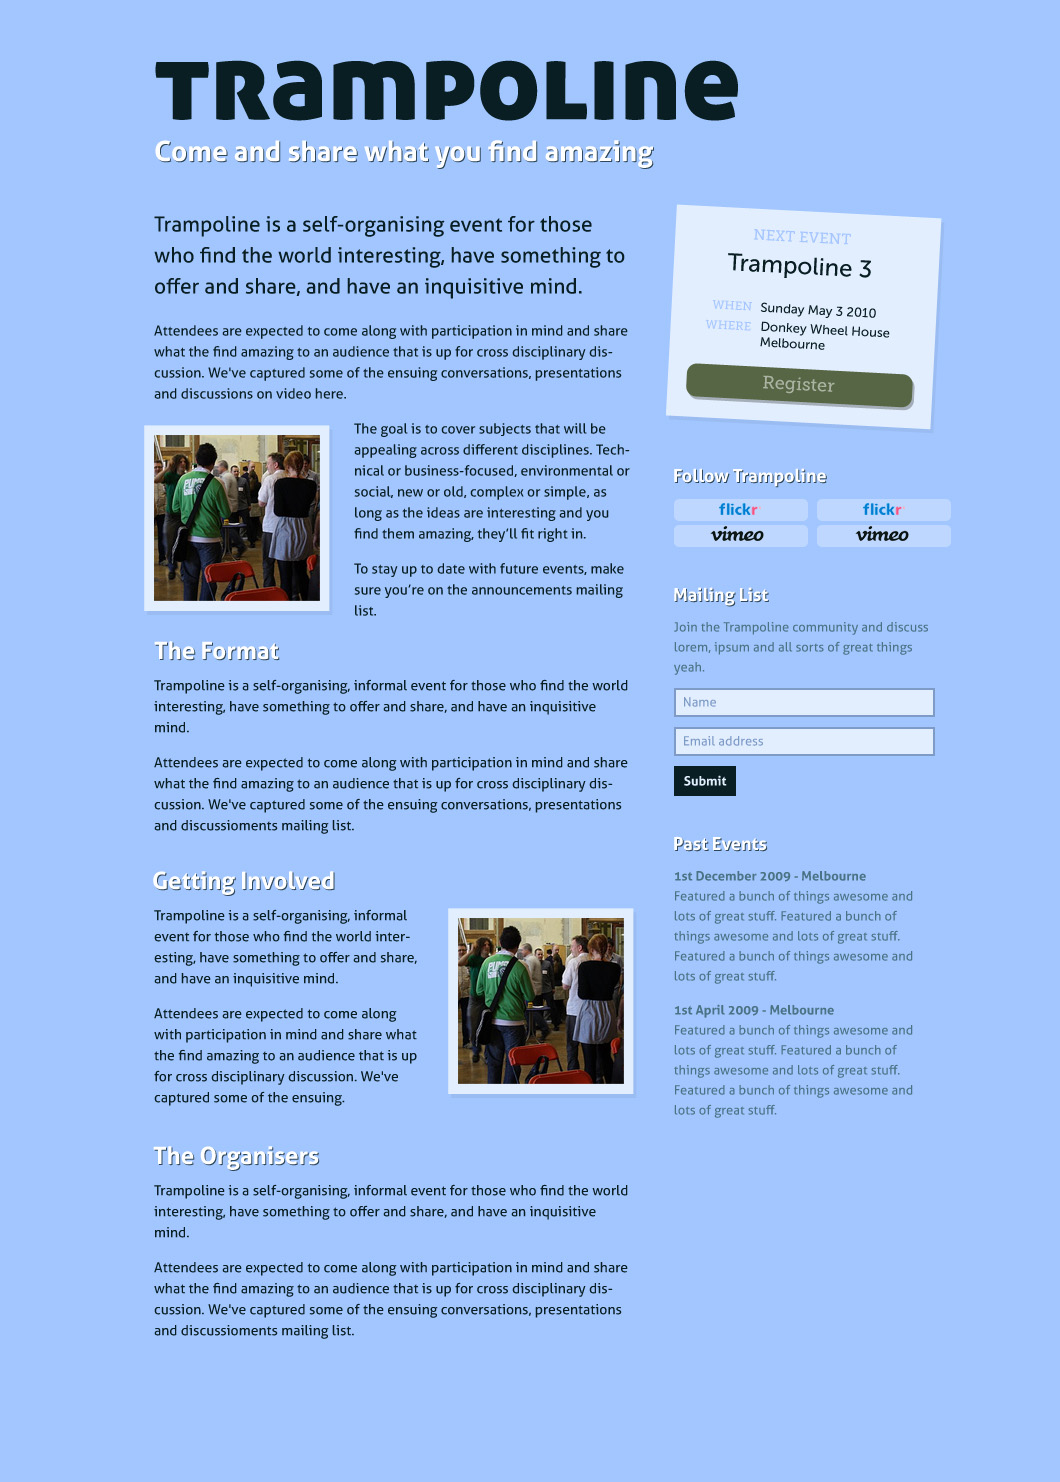 Trampoline
Come and share what you find amazing
Trampoline is a self-organising event for those
who find the world interesting, have something to
offer and share, and have an inquisitive mind.
Attendees are expected to come along with participation in mind and share
what the find amazing to an audience that is up for cross disciplinary dis-
cussion. We've captured some of the ensuing conversations, presentations
and discussions on video here.
The goal is to cover subjects that will be
appealing across different disciplines. Tech-
nical or business-focused, environmental or
social, new or old, complex or simple, as
long as the ideas are interesting and you
find them amazing, they’ll fit right in.
To stay up to date with future events, make
sure you’re on the announcements mailing
list.
The Format
Trampoline is a self-organising, informal event for those who find the world
interesting, have something to offer and share, and have an inquisitive
mind.
Attendees are expected to come along with participation in mind and share
what the find amazing to an audience that is up for cross disciplinary dis-
cussion. We've captured some of the ensuing conversations, presentations
and discussioments mailing list.
Getting Involved
Trampoline is a self-organising, informal
event for those who find the world inter-
esting, have something to offer and share,
and have an inquisitive mind.
Attendees are expected to come along
with participation in mind and share what
the find amazing to an audience that is up
for cross disciplinary discussion. We've
captured some of the ensuing.
The Organisers
Trampoline is a self-organising, informal event for those who find the world
interesting, have something to offer and share, and have an inquisitive
mind.
Attendees are expected to come along with participation in mind and share
what the find amazing to an audience that is up for cross disciplinary dis-
cussion. We've captured some of the ensuing conversations, presentations
and discussioments mailing list.
NEXT EVENT
Trampoline 3
WHEN Sunday May 3 2010
WHERE Donkey Wheel House
Melbourne
Register
Follow Trampoline
flickr flickr
vimeo vimeo
Mailing List
Join the Trampoline community and discuss
lorem, ipsum and all sorts of great things
yeah.
Name
Email address
Submit
Past Events
1st December 2009 - Melbourne
Featured a bunch of things awesome and
lots of great stuff. Featured a bunch of
things awesome and lots of great stuff.
Featured a bunch of things awesome and
lots of great stuff.
1st April 2009 - Melbourne
Featured a bunch of things awesome and
lots of great stuff. Featured a bunch of
things awesome and lots of great stuff.
Featured a bunch of things awesome and
lots of great stuff.